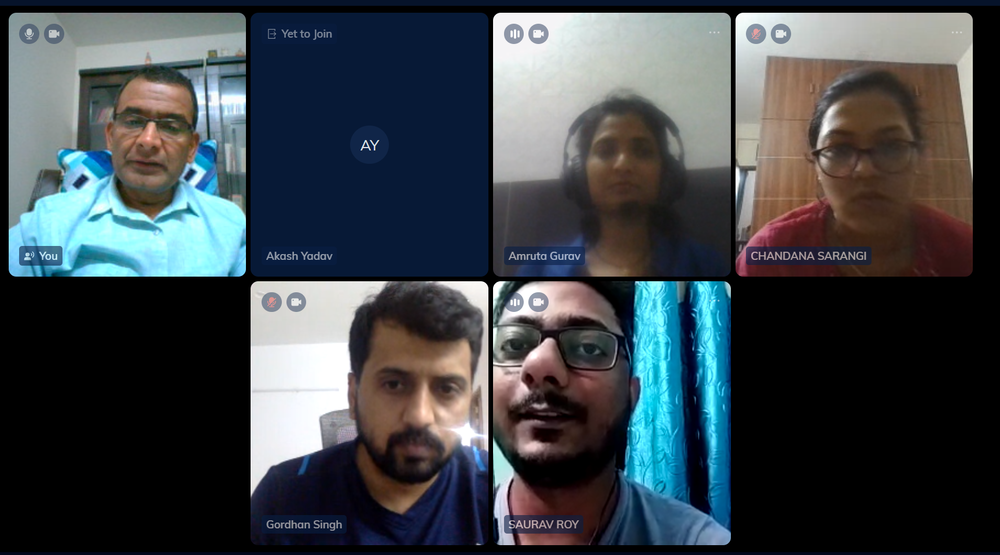 Yet to Join
AY
You
Akash Yadav
Amruta Gurav
CHANDANA SARANGI
Gordhan Singh
SAURAV ROY